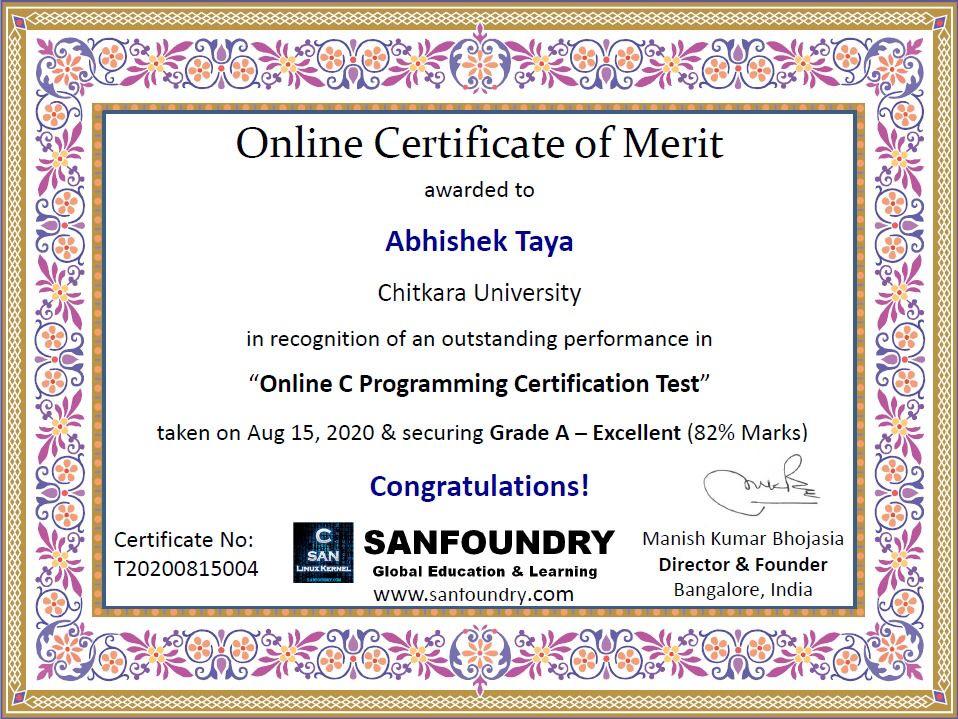 Online Certificate of Merit
awarded to
Abhishek Taya
Chitkara University
in recognition of an outstanding performance in
“Online C Programming Certification Test”
taken on Aug 15, 2020 & securing Grade A – Excellent (82% Marks)
Congratulations!
Certificate No:
T20200815004
C
SAN
LINUX KERNEL
SANFOUNDRY.COM
SANFOUNDRY
Global Education & Learning
www.sanfoundry.com
Manish Kumar Bhojasia
Director & Founder
Bangalore, India